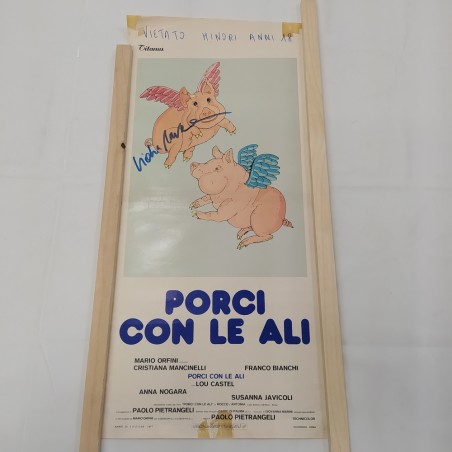 VIETATO MINORI ANNI 18
Titanus
PORCI
CON LE ALI
MARIO ORFINI
CRISTIANA MANCINELLI FRANCO BIANCHI
PORCI CON LE ALI
LOU CASTEL
ANNA NOGARA
SUSANNA JAVICOLI
PAOLO PIETRANGELI
PAOLO PIETRANGELI